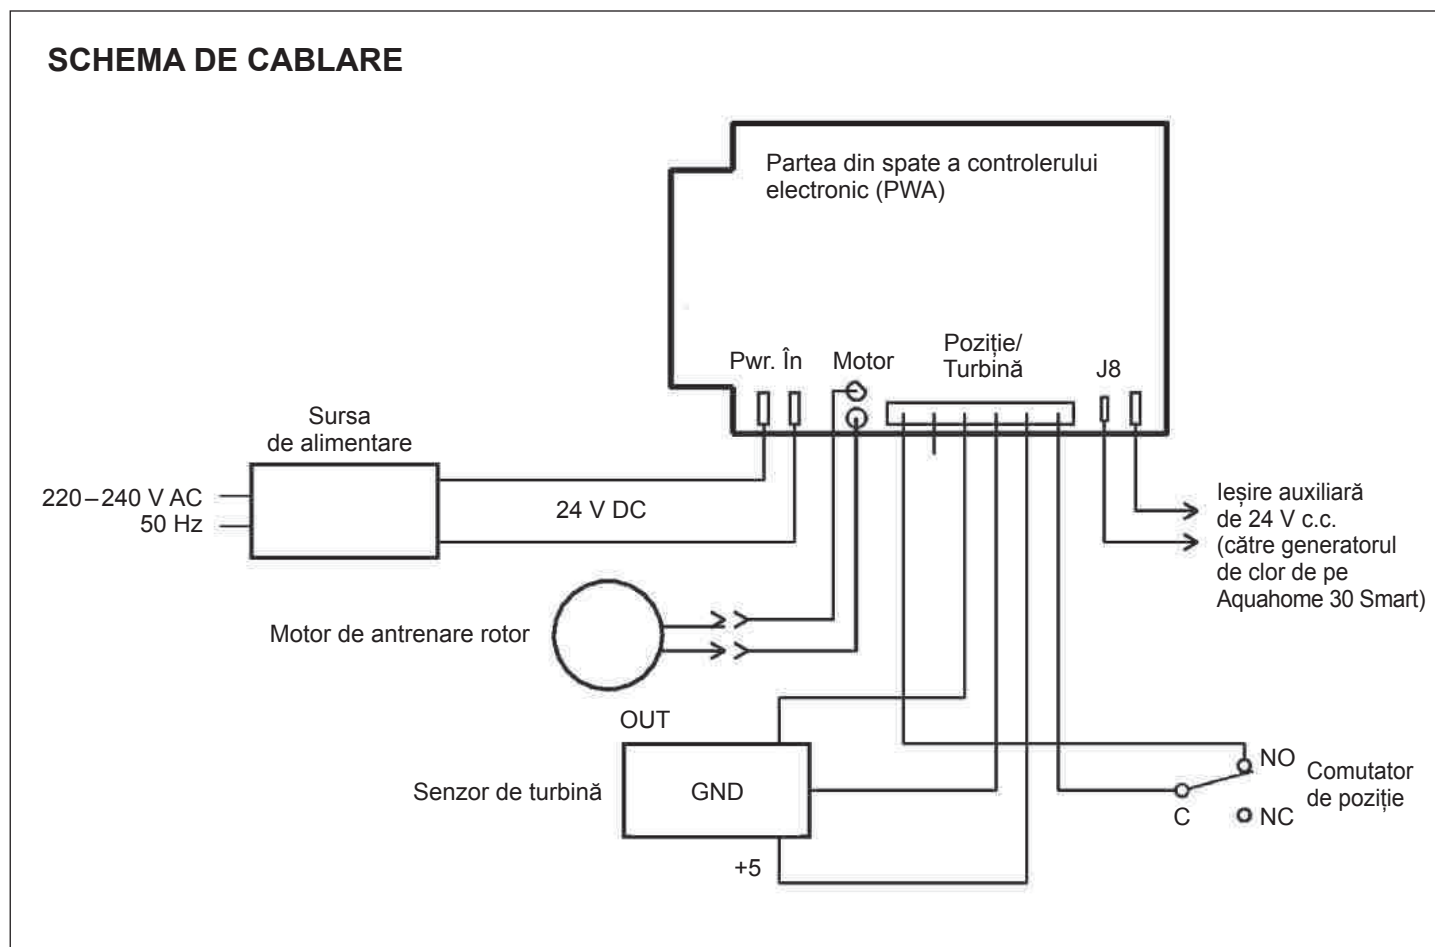 SCHEMA DE CABLARE
Partea din spate a controlerului
electronic (PWA)
Pwr. În
Motor
Poziție/
Turbină
J8
Sursa
de alimentare
220–240 V AC
50 Hz
24 V DC
Ieșire auxiliară
de 24 V c.c.
(către generatorul
de clor de pe
Aquahome 30 Smart)
Motor de antrenare rotor
OUT
Senzor de turbină
GND
+5
NO
C
NC
Comutator
de poziție